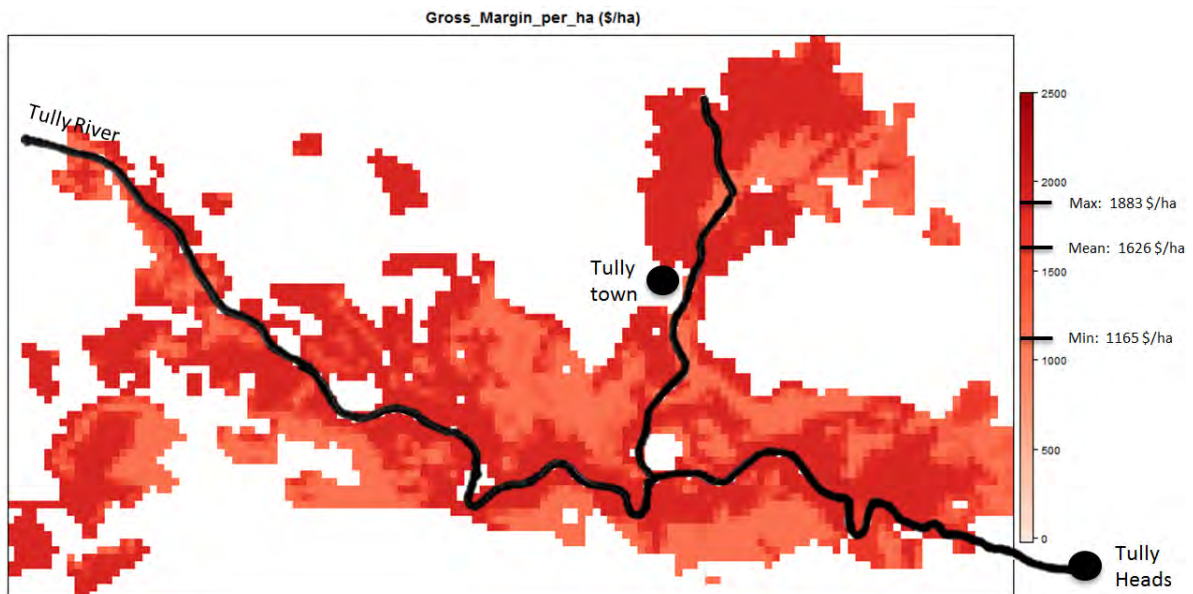 Gross_Margin_per_ha ($/ha)
Tully River
2500
2000
Max: 1883 $/ha
Mean: 1626 $/ha
1500
Min: 1165 $/ha
1000
500
0
Tully
town
Tully
Heads